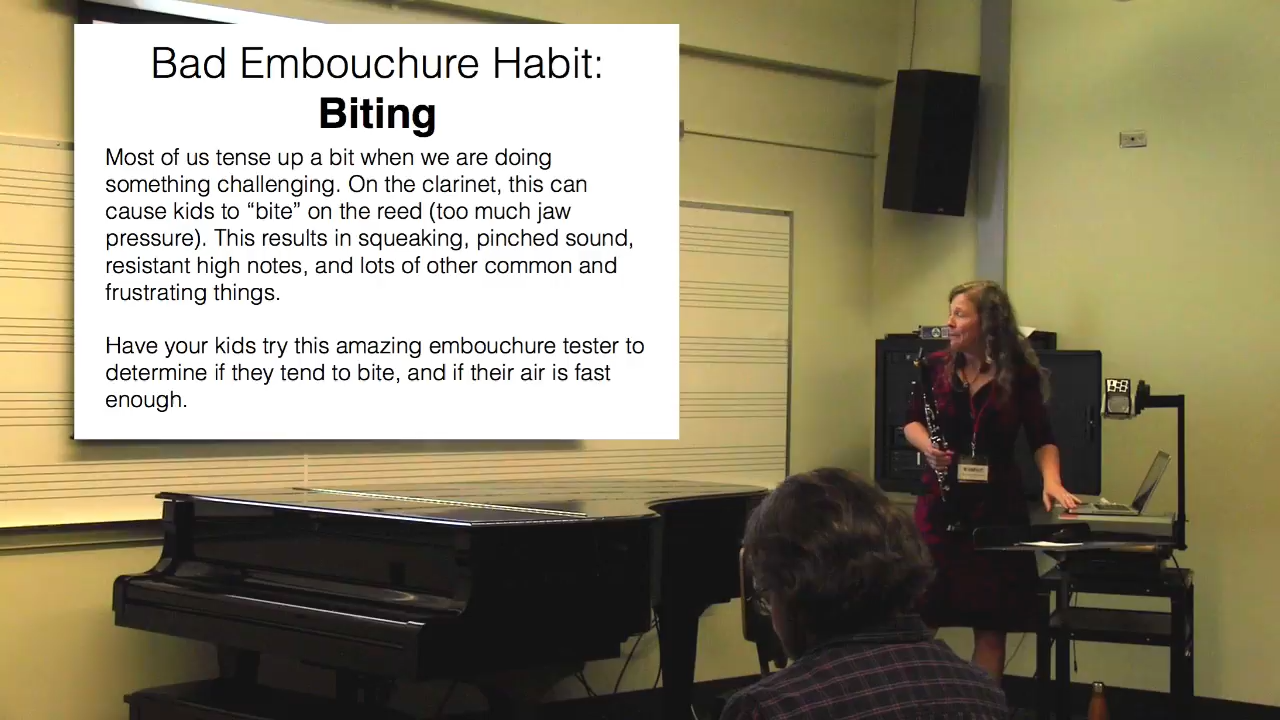 Bad Embouchure Habit:
Biting
Most of us tense up a bit when we are doing
something challenging. On the clarinet, this can
cause kids to “bite” on the reed (too much jaw
pressure). This results in squeaking, pinched sound,
resistant high notes, and lots of other common and
frustrating things.
Have your kids try this amazing embouchure tester to
determine if they tend to bite, and if their air is fast
enough.